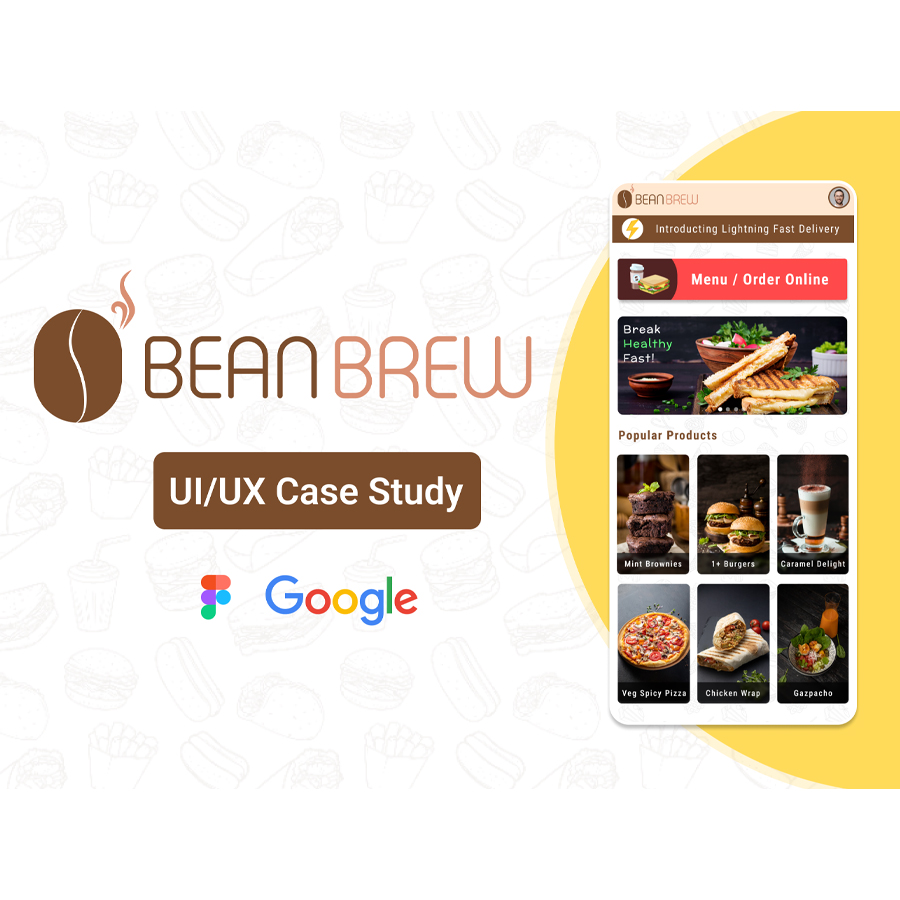 BEAN BREW
UI/UX Case Study
Google
BEAN BREW
Introducting Lightning Fast Delivery
Menu / Order Online
Break
Healthy
Fast!
Popular Products
Mint Brownies
1+ Burgers
Caramel Delight
Veg Spicy Pizza
Chicken Wrap
Gazpacho